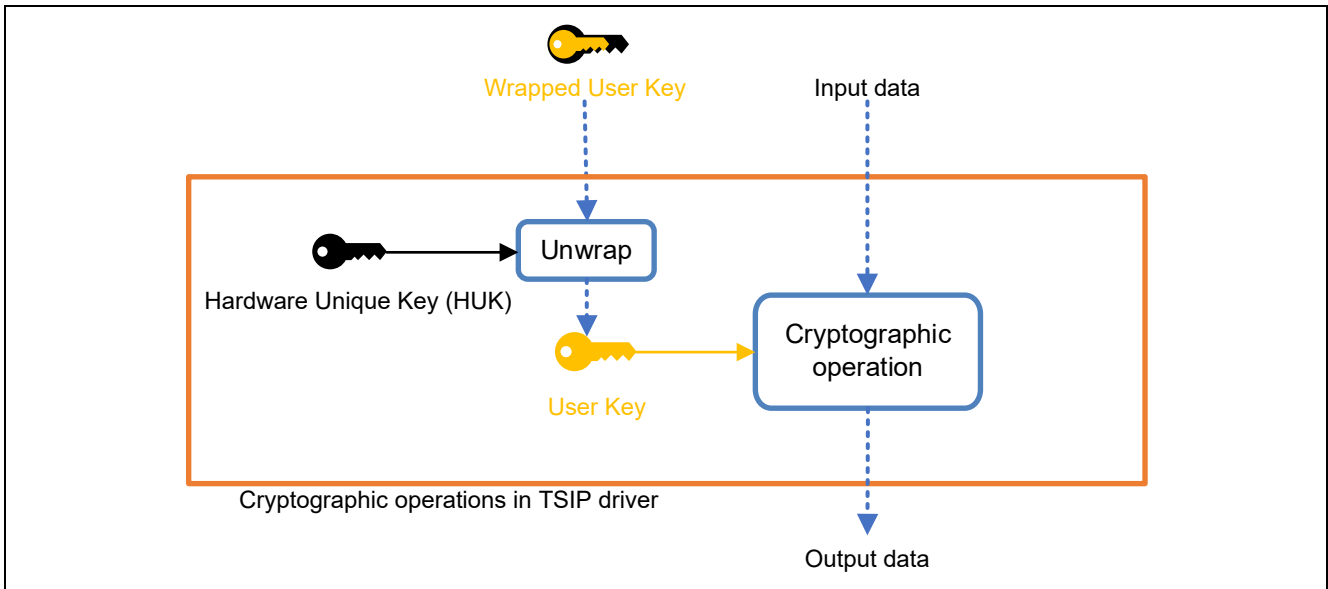 Wrapped User Key
Input data
Unwrap
Hardware Unique Key (HUK)
Cryptographic
operation
User Key
Cryptographic operations in TSIP driver
Output data